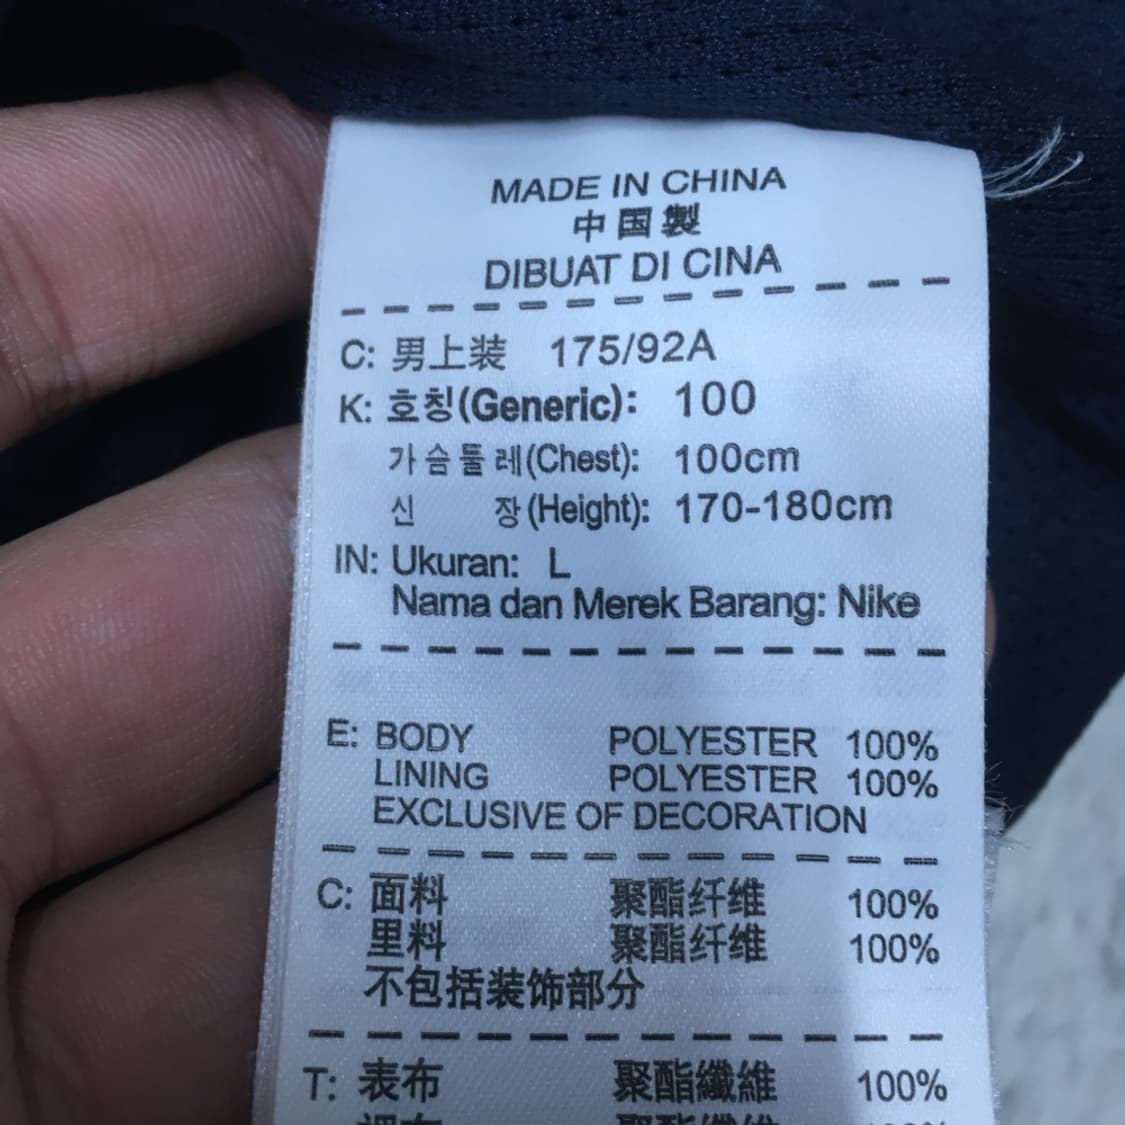 MADE IN CHINA
中国製
DIBUAT DI CINA
C: 男上装 175/92A
K: 호칭(Generic): 100
가슴둘레(Chest): 100cm
신 장(Height): 170-180cm
IN: Ukuran: L
Nama dan Merek Barang: Nike
E: BODY POLYESTER 100%
LINING POLYESTER 100%
EXCLUSIVE OF DECORATION
C: 面料 聚酯纤维 100%
里料 聚酯纤维 100%
不包括装饰部分
T: 表布 聚酯纖維 100%